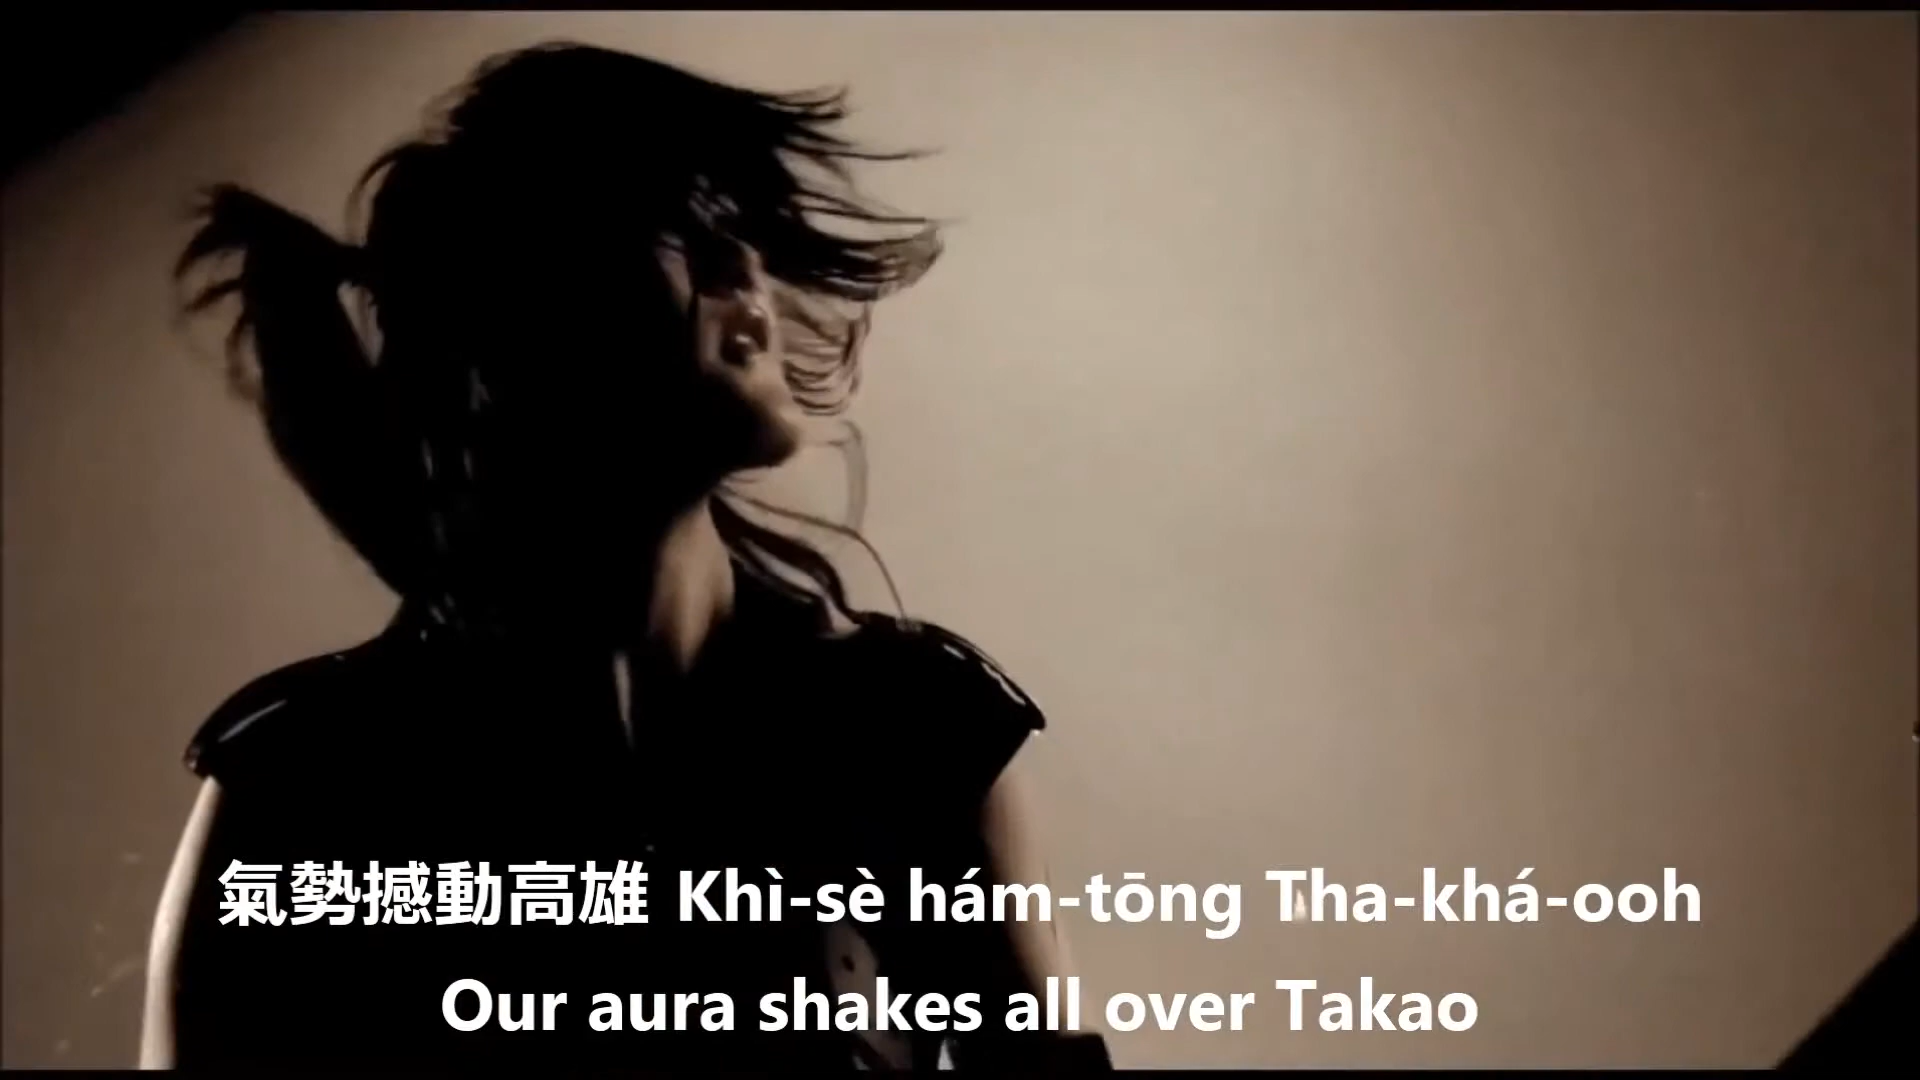 氣勢撼動高雄 Khì-sè hám-tōng Tha-khá-ooh
Our aura shakes all over Takao